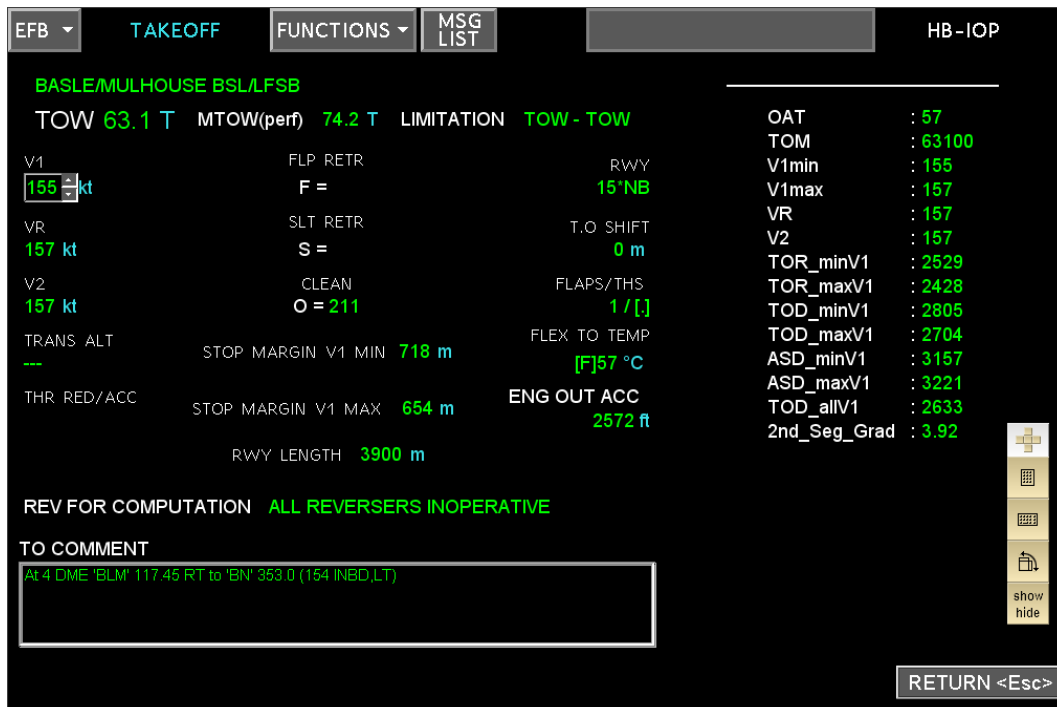 EFB TAKEOFF FUNCTIONS MSG LIST HB-IOP
BASLE/MULHOUSE BSL/LFSB
TOW 63.1 T MTOW(perf) 74.2 T LIMITATION TOW - TOW
V1 FLP RETR RWY
155 kt F = 15*NB
VR SLT RETR T.O SHIFT
157 kt S = 0 m
V2 CLEAN FLAPS/THS
157 kt O = 211 1 / [.]
TRANS ALT STOP MARGIN V1 MIN 718 m FLEX TO TEMP
--- [F]57 °C
THR RED/ACC STOP MARGIN V1 MAX 654 m ENG OUT ACC
2572 ft
RWY LENGTH 3900 m
REV FOR COMPUTATION ALL REVERSERS INOPERATIVE
TO COMMENT
At 4 DME 'BLM' 117.45 RT to 'BN' 353.0 (154 INBD,LT)
OAT : 57
TOM : 63100
V1min : 155
V1max : 157
VR : 157
V2 : 157
TOR_minV1 : 2529
TOR_maxV1 : 2428
TOD_minV1 : 2805
TOD_maxV1 : 2704
ASD_minV1 : 3157
ASD_maxV1 : 3221
TOD_allV1 : 2633
2nd_Seg_Grad : 3.92
show
hide
RETURN <Esc>